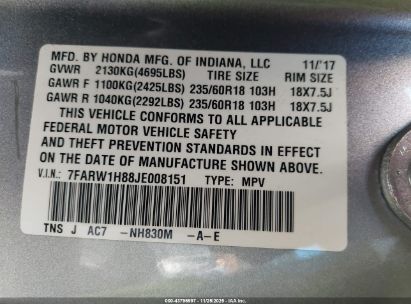 MFD. BY HONDA MFG. OF INDIANA, LLC 11/'17
GVWR 2130KG(4695LBS) TIRE SIZE RIM SIZE
GAWR F 1100KG(2425LBS) 235/60R18 103H 18X7.5J
GAWR R 1040KG(2292LBS) 235/60R18 103H 18X7.5J
THIS VEHICLE CONFORMS TO ALL APPLICABLE
FEDERAL MOTOR VEHICLE SAFETY
AND THEFT PREVENTION STANDARDS IN EFFECT
ON THE DATE OF MANUFACTURE SHOWN ABOVE.
V.I.N.: 7FARW1H88JE008151 TYPE: MPV
TNS J AC7 -NH830M -A-E